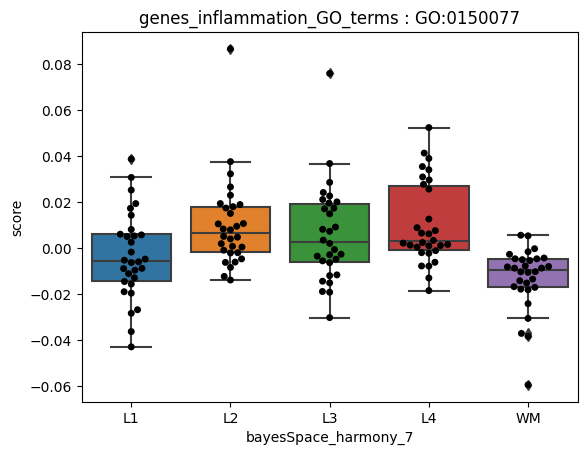 genes_inflammation_GO_terms : GO:0150077
0.08
0.06
0.04
0.02
0.00
−0.02
−0.04
−0.06
score
L1 L2 L3 L4 WM
bayesSpace_harmony_7